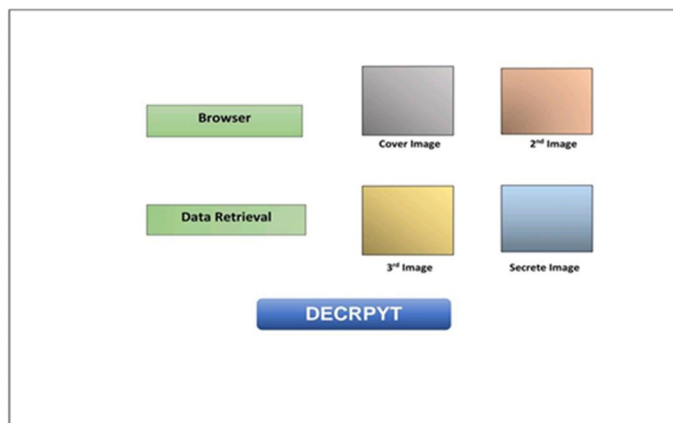 Browser
Cover Image
2nd Image
Data Retrieval
3rd Image
Secrete Image
DECRPYT